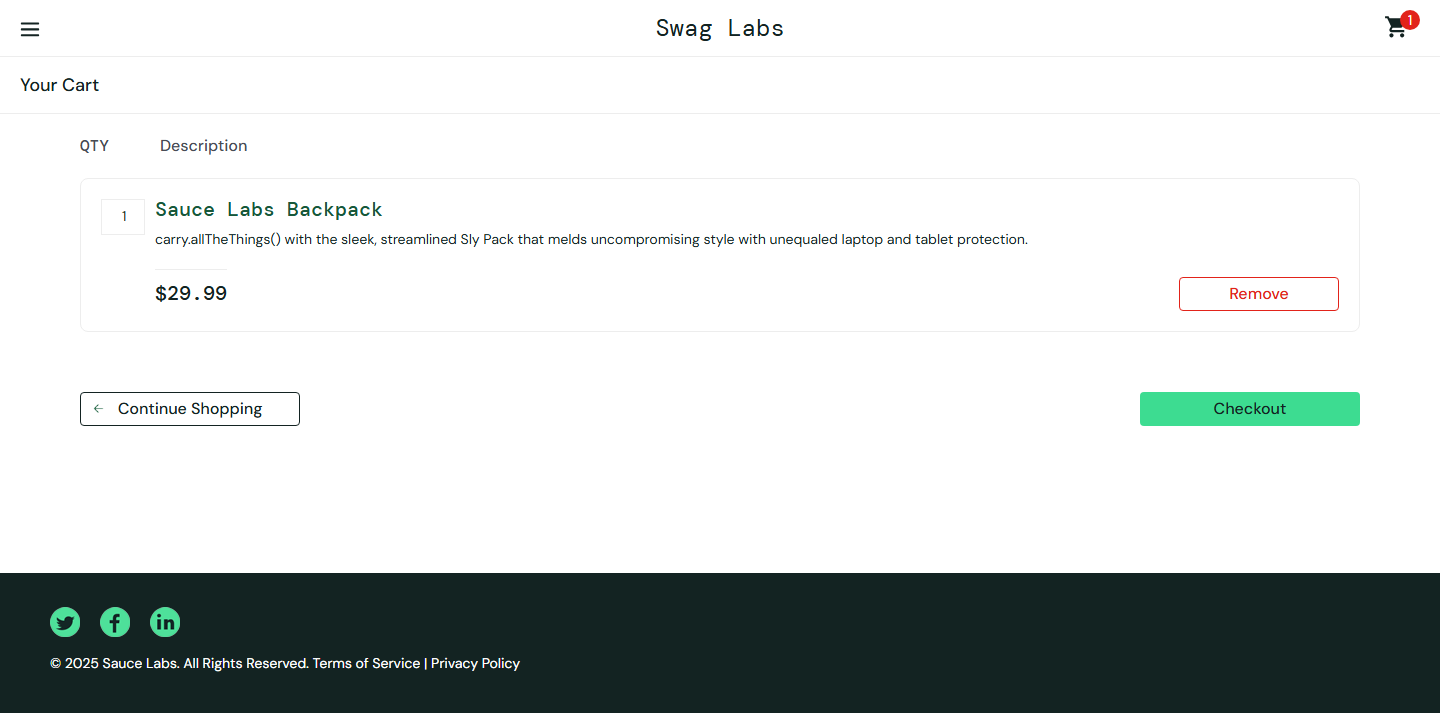 Swag Labs
1
Your Cart
QTY Description
1
Sauce Labs Backpack
carry.allTheThings() with the sleek, streamlined Sly Pack that melds uncompromising style with unequaled laptop and tablet protection.
$29.99
Remove
Continue Shopping
Checkout
© 2025 Sauce Labs. All Rights Reserved. Terms of Service | Privacy Policy